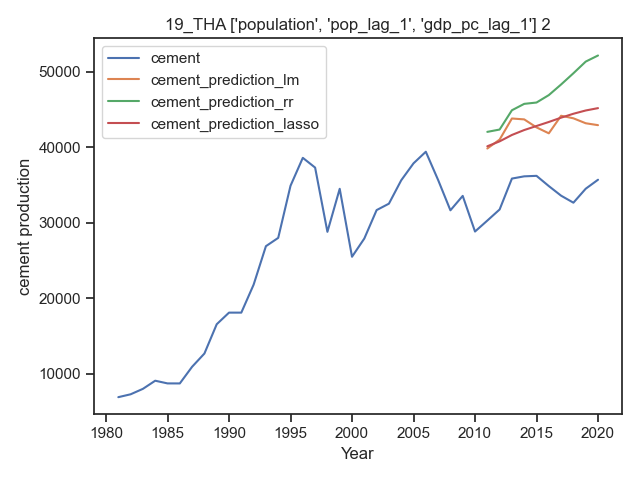 19_THA ['population', 'pop_lag_1', 'gdp_pc_lag_1'] 2
cement
cement_prediction_lm
cement_prediction_rr
cement_prediction_lasso
50000
40000
30000
20000
10000
cement production
1980 1985 1990 1995 2000 2005 2010 2015 2020
Year